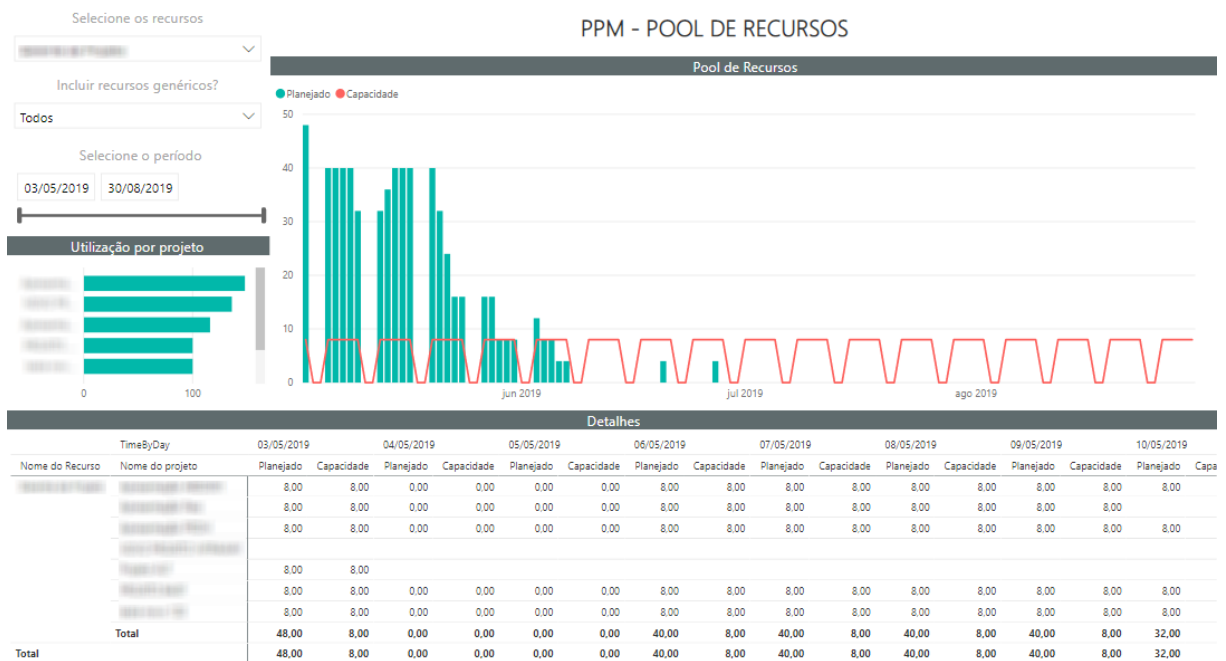 Selecione os recursos
Incluir recursos genéricos?
Todos
Selecione o período
03/05/2019 30/08/2019
Utilização por projeto
0 100
PPM - POOL DE RECURSOS
Pool de Recursos
Planejado Capacidade
50
40
30
20
10
0
jun 2019 jul 2019 ago 2019
Detalhes
TimeByDay 03/05/2019 04/05/2019 05/05/2019 06/05/2019 07/05/2019 08/05/2019 09/05/2019 10/05/2019
Nome do Recurso Nome do projeto Planejado Capacidade Planejado Capacidade Planejado Capacidade Planejado Capacidade Planejado Capacidade Planejado Capacidade Planejado Capacidade Planejado Capa
8,00 8,00 0,00 0,00 0,00 0,00 8,00 8,00 8,00 8,00 8,00 8,00 8,00 8,00 8,00
8,00 8,00 0,00 0,00 0,00 0,00 8,00 8,00 8,00 8,00 8,00 8,00 8,00 8,00
8,00 8,00 0,00 0,00 0,00 0,00 8,00 8,00 8,00 8,00 8,00 8,00 8,00 8,00 8,00
8,00 8,00
8,00 8,00 0,00 0,00 0,00 0,00 8,00 8,00 8,00 8,00 8,00 8,00 8,00 8,00 8,00
8,00 8,00 0,00 0,00 0,00 0,00 8,00 8,00 8,00 8,00 8,00 8,00 8,00 8,00 8,00
Total 48,00 8,00 0,00 0,00 0,00 0,00 40,00 8,00 40,00 8,00 40,00 8,00 40,00 8,00 32,00
Total 48,00 8,00 0,00 0,00 0,00 0,00 40,00 8,00 40,00 8,00 40,00 8,00 40,00 8,00 32,00